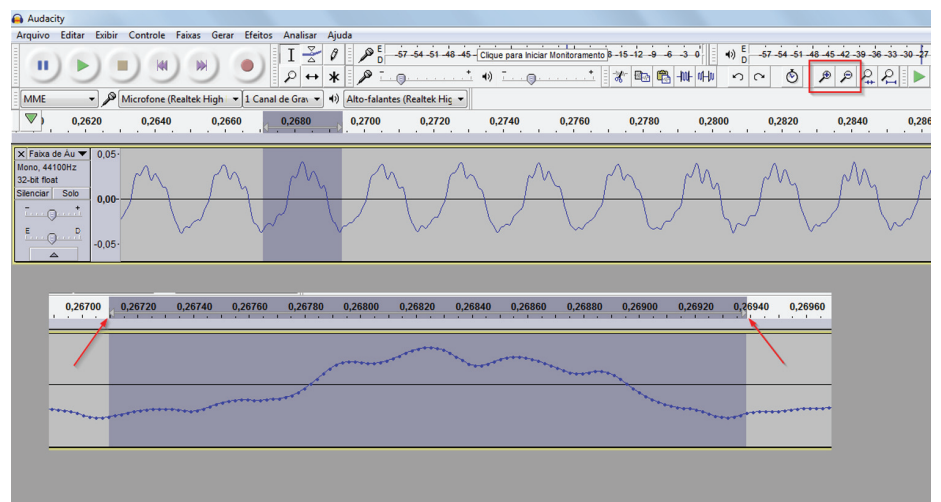 Audacity
Arquivo Editar Exibir Controle Faixas Gerar Efeitos Analisar Ajuda
E D -57 -54 -51 -48 -45 - Clique para Iniciar Monitoramento 8 -15 -12 -9 -6 -3 0 E D -57 -54 -51 -48 -45 -42 -39 -36 -33 -30 -27
MME Microfone (Realtek High 1 Canal de Grav Alto-falantes (Realtek Hig
0,2620 0,2640 0,2660 0,2680 0,2700 0,2720 0,2740 0,2760 0,2780 0,2800 0,2820 0,2840 0,286
X Faixa de Áu 0,05
Mono, 44100Hz
32-bit float
Silenciar Solo 0,00
- +
E D -0,05
0,26700 0,26720 0,26740 0,26760 0,26780 0,26800 0,26820 0,26840 0,26860 0,26880 0,26900 0,26920 0,26940 0,26960